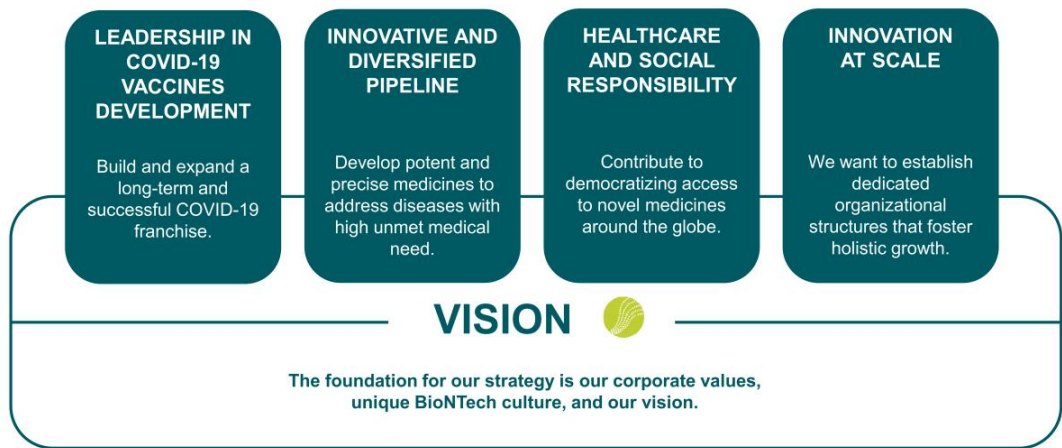 LEADERSHIP IN
COVID-19
VACCINES
DEVELOPMENT
Build and expand a
long-term and
successful COVID-19
franchise.
INNOVATIVE AND
DIVERSIFIED
PIPELINE
Develop potent and
precise medicines to
address diseases with
high unmet medical
need.
HEALTHCARE
AND SOCIAL
RESPONSIBILITY
Contribute to
democratizing access
to novel medicines
around the globe.
INNOVATION
AT SCALE
We want to establish
dedicated
organizational
structures that foster
holistic growth.
VISION
The foundation for our strategy is our corporate values,
unique BioNTech culture, and our vision.